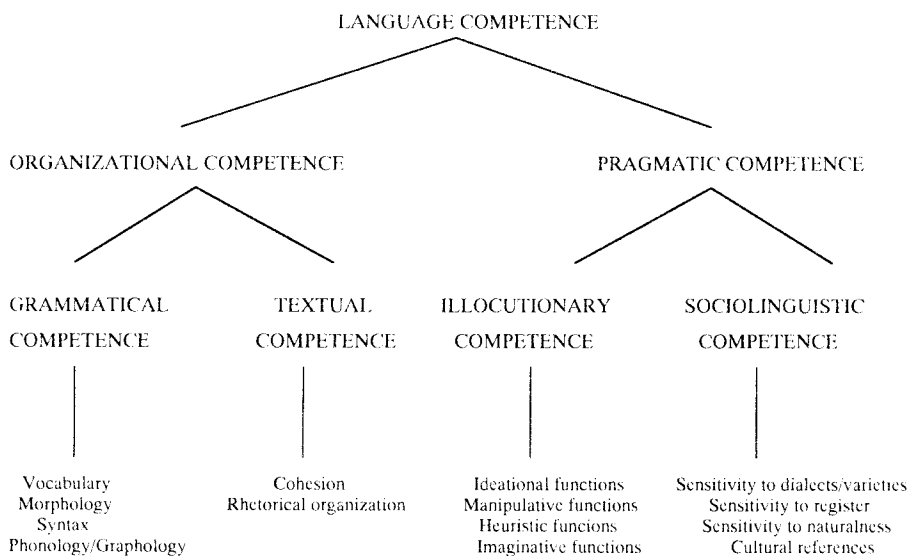 LANGUAGE COMPETENCE
ORGANIZATIONAL COMPETENCE
PRAGMATIC COMPETENCE
GRAMMATICAL
COMPETENCE
TEXTUAL
COMPETENCE
ILLOCUTIONARY
COMPETENCE
SOCIOLINGUISTIC
COMPETENCE
Vocabulary
Morphology
Syntax
Phonology/Graphology
Cohesion
Rhetorical organization
Ideational functions
Manipulative functions
Heuristic funcions
Imaginative functions
Sensitivity to dialects/varieties
Sensitivity to register
Sensitivity to naturalness
Cultural references